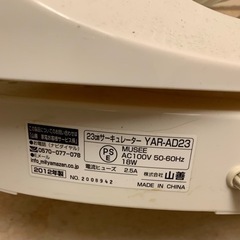 23cmサーキュレーター YAR-AD23
MUSEE
AC100V 50-60Hz
18W
電流ヒューズ 2.5A
株式会社 山善
MADE IN CHINA
0570-077-078
2012年製
NO. 2008942
PS
E